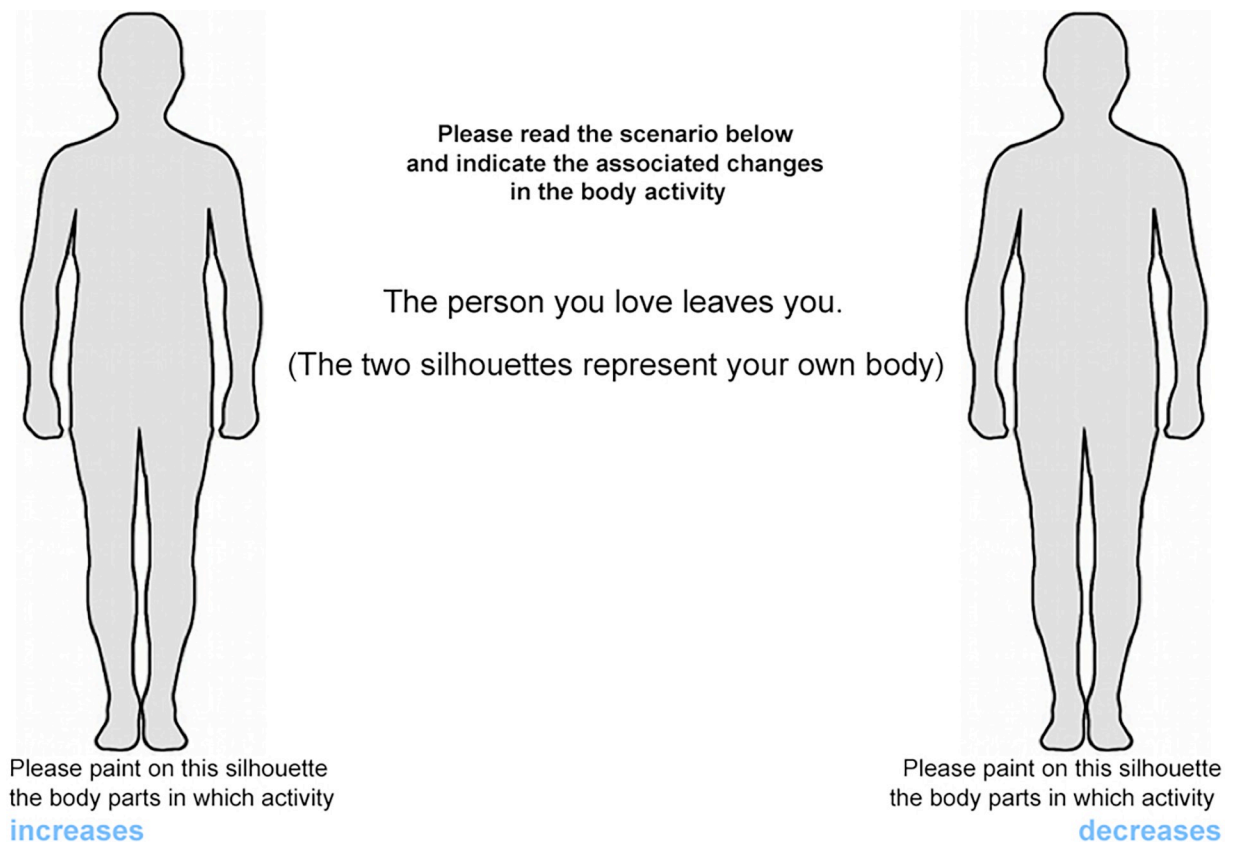 Please read the scenario below
and indicate the associated changes
in the body activity
The person you love leaves you.
(The two silhouettes represent your own body)
Please paint on this silhouette
the body parts in which activity
increases
Please paint on this silhouette
the body parts in which activity
decreases